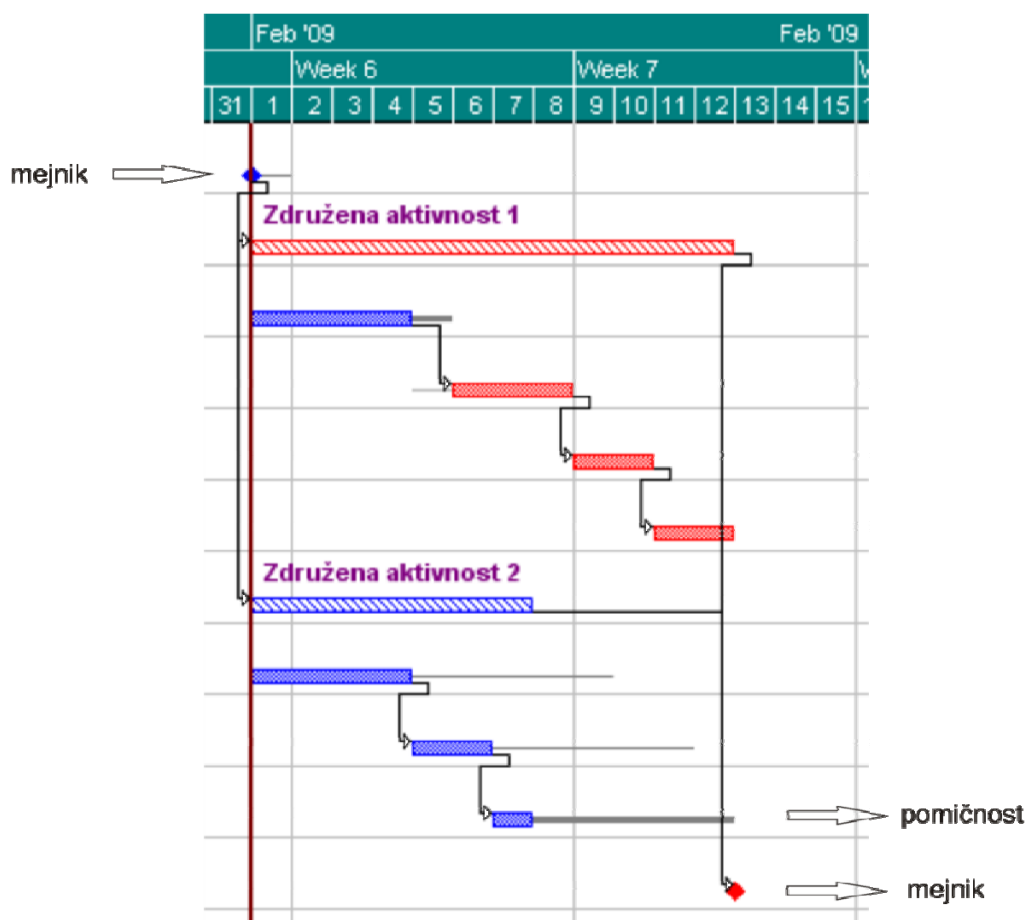 Feb '09 Feb '09
Week 6 Week 7
31 1 2 3 4 5 6 7 8 9 10 11 12 13 14 15
mejnik
Združena aktivnost 1
Združena aktivnost 2
pomičnost
mejnik